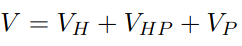 V = V_H + V_{HP} + V_P